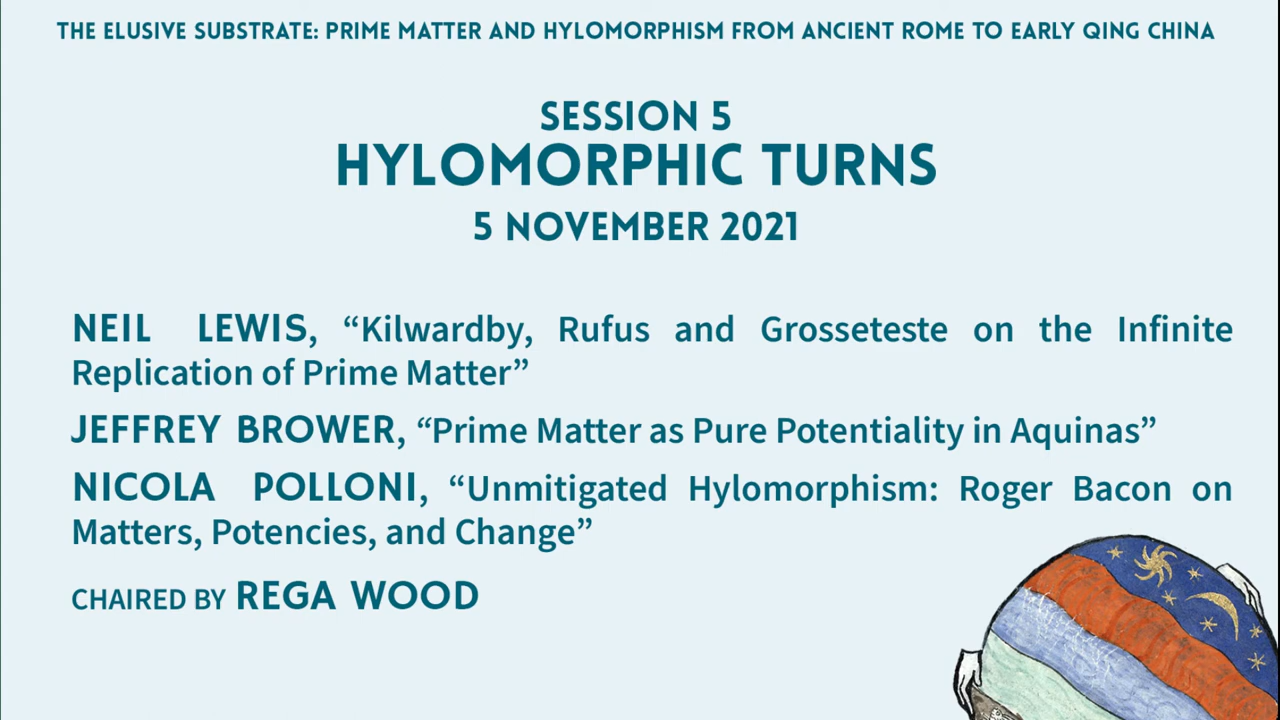 THE ELUSIVE SUBSTRATE: PRIME MATTER AND HYLOMORPHISM FROM ANCIENT ROME TO EARLY QING CHINA
SESSION 5
HYLOMORPHIC TURNS
5 NOVEMBER 2021
NEIL LEWIS, “Kilwardby, Rufus and Grosseteste on the Infinite
Replication of Prime Matter”
JEFFREY BROWER, “Prime Matter as Pure Potentiality in Aquinas”
NICOLA POLLONI, “Unmitigated Hylomorphism: Roger Bacon on
Matters, Potencies, and Change”
CHAIRED BY REGA WOOD